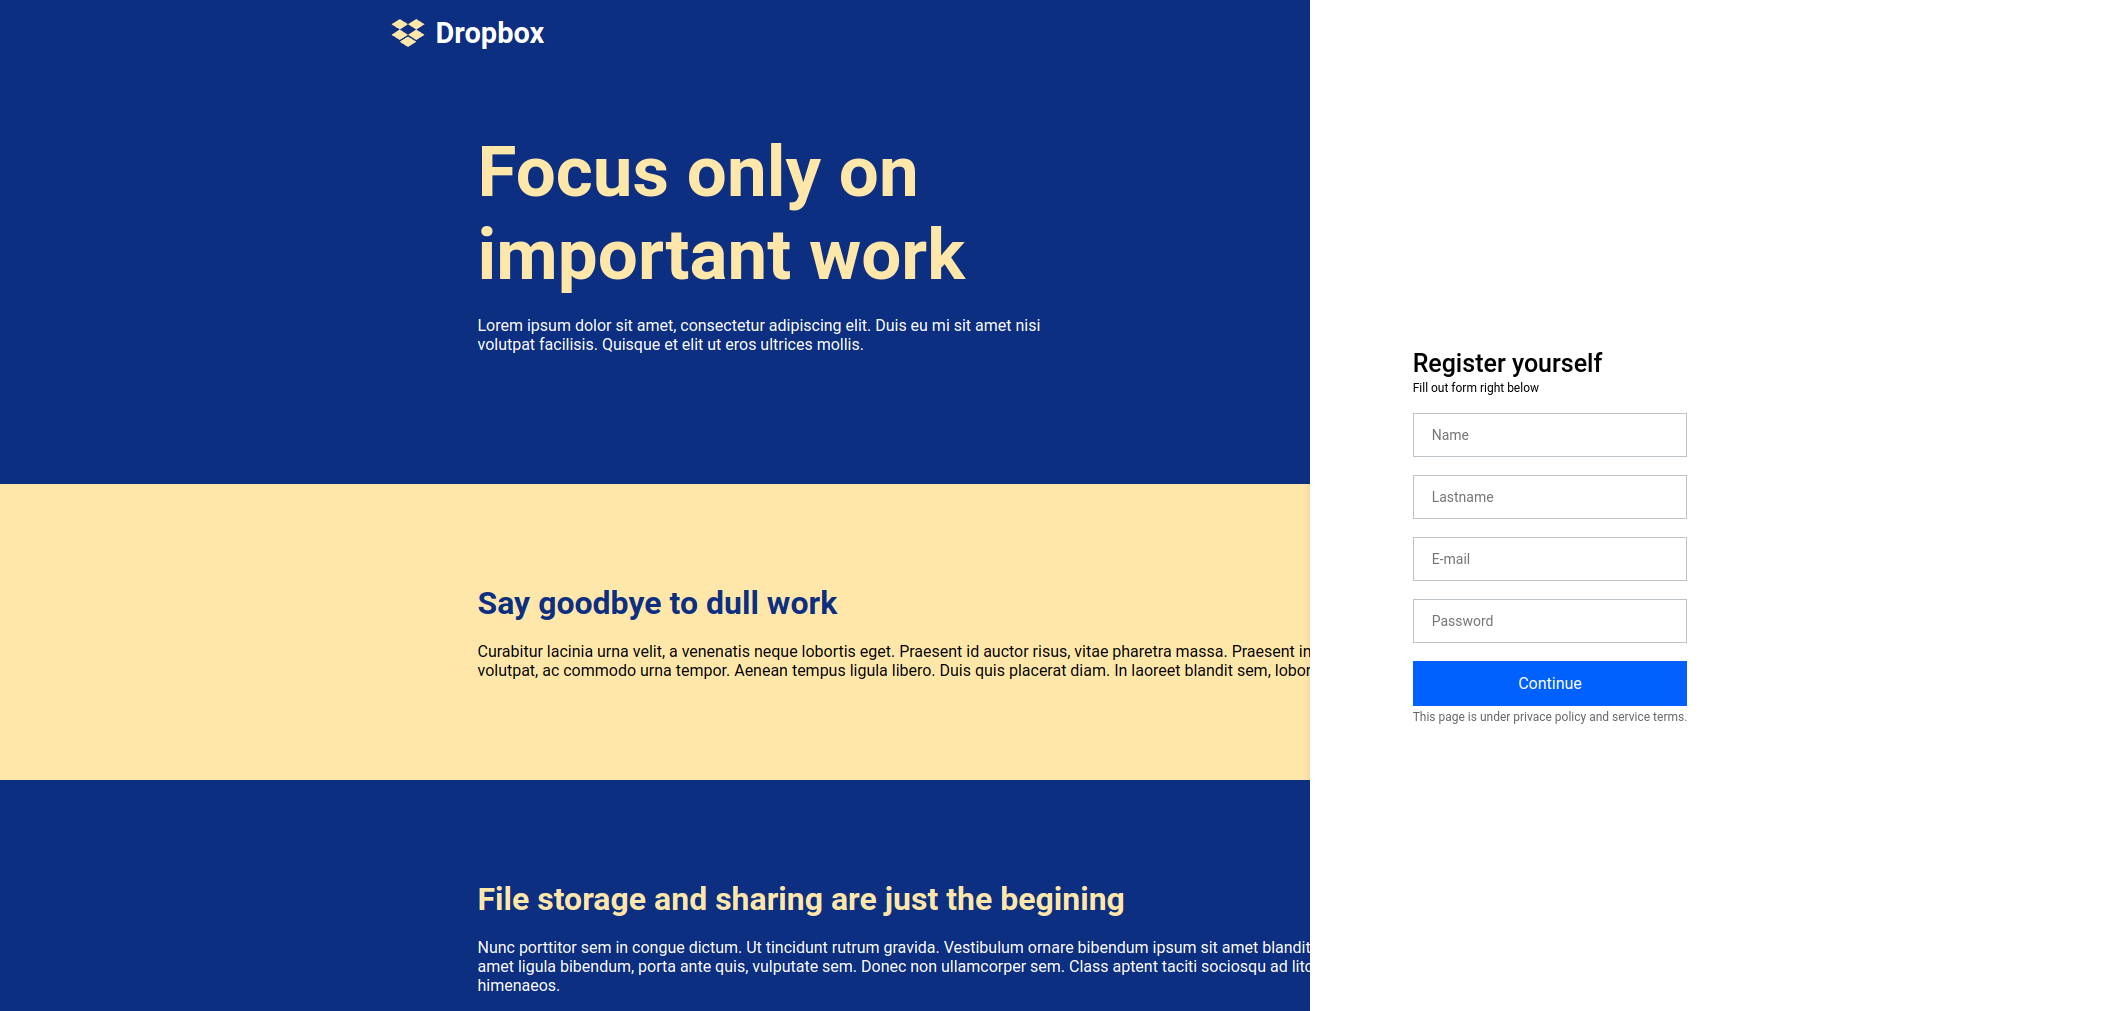 Dropbox
Focus only on
important work
Lorem ipsum dolor sit amet, consectetur adipiscing elit. Duis eu mi sit amet nisi
volutpat facilisis. Quisque et elit ut eros ultrices mollis.
Say goodbye to dull work
Curabitur lacinia urna velit, a venenatis neque lobortis eget. Praesent id auctor risus, vitae pharetra massa. Praesent in
volutpat, ac commodo urna tempor. Aenean tempus ligula libero. Duis quis placerat diam. In laoreet blandit sem, lobor
File storage and sharing are just the begining
Nunc porttitor sem in congue dictum. Ut tincidunt rutrum gravida. Vestibulum ornare bibendum ipsum sit amet blandit
amet ligula bibendum, porta ante quis, vulputate sem. Donec non ullamcorper sem. Class aptent taciti sociosqu ad lito
himenaeos.
Register yourself
Fill out form right below
Name
Lastname
E-mail
Password
Continue
This page is under privacy policy and service terms.